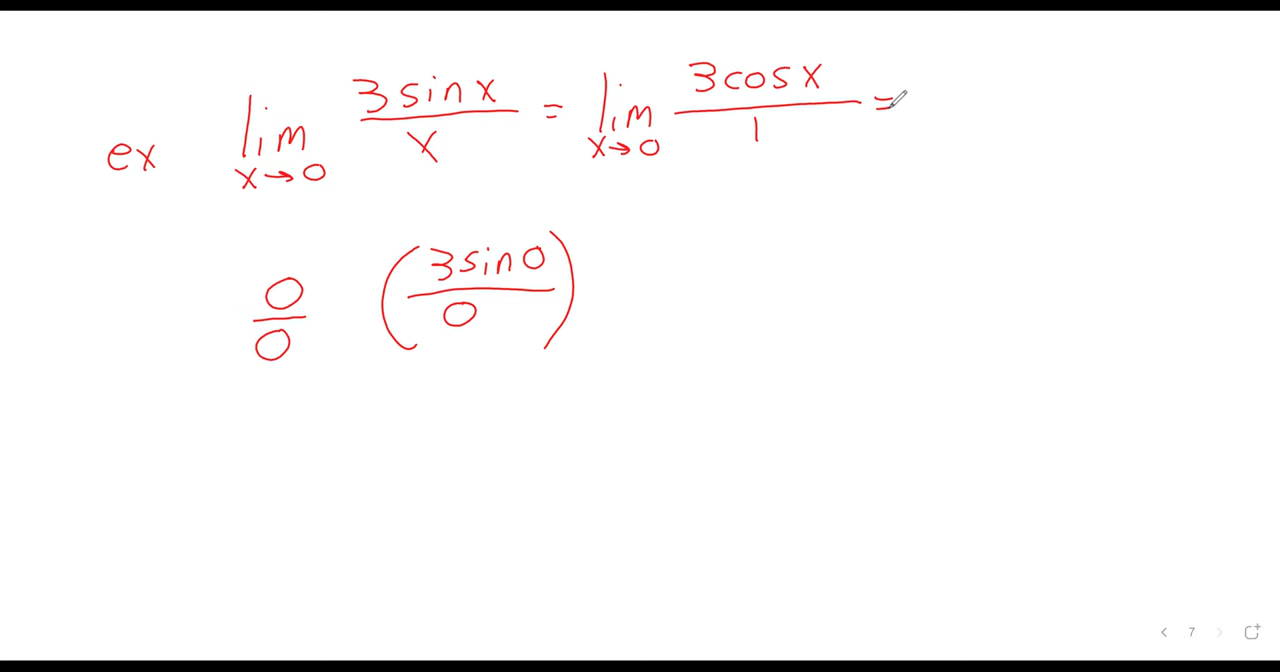 ex lim x→0 3sinx/x = lim x→0 3cosx/1 =
0/0 (3sin0/0)
7